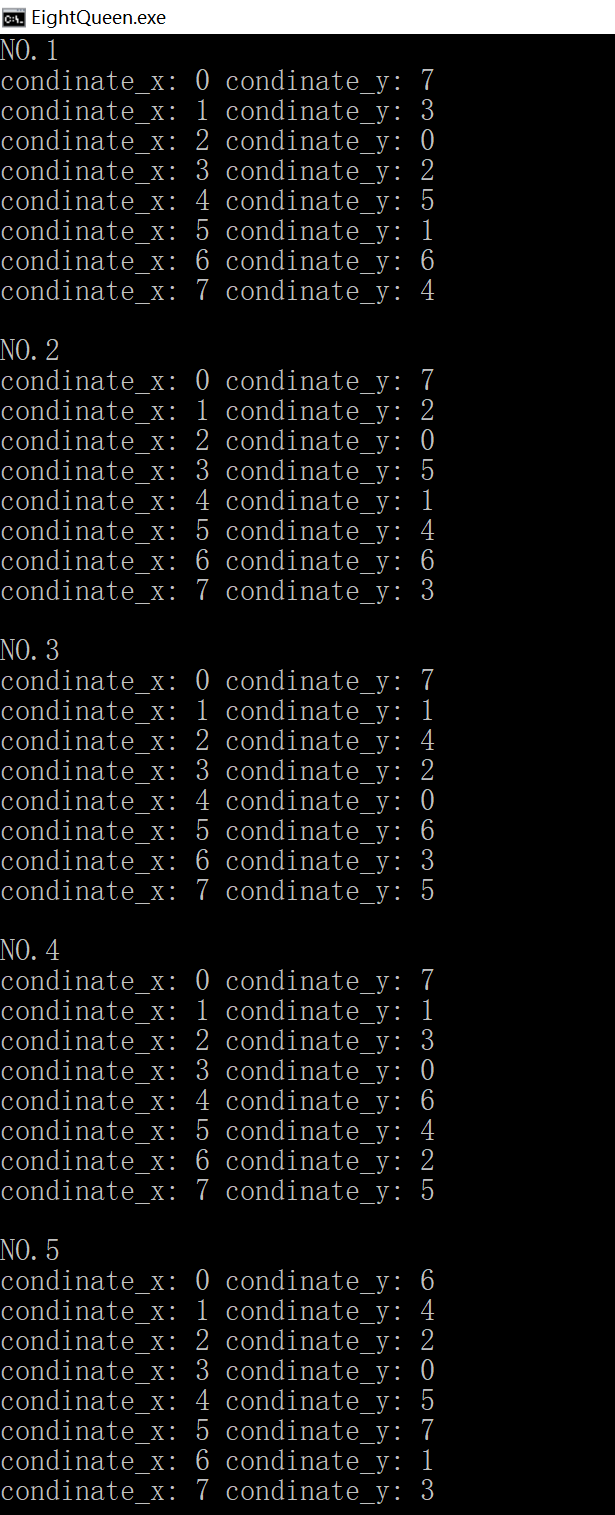 EightQueen.exe
NO.1
condinate_x: 0 condinate_y: 7
condinate_x: 1 condinate_y: 3
condinate_x: 2 condinate_y: 0
condinate_x: 3 condinate_y: 2
condinate_x: 4 condinate_y: 5
condinate_x: 5 condinate_y: 1
condinate_x: 6 condinate_y: 6
condinate_x: 7 condinate_y: 4
NO.2
condinate_x: 0 condinate_y: 7
condinate_x: 1 condinate_y: 2
condinate_x: 2 condinate_y: 0
condinate_x: 3 condinate_y: 5
condinate_x: 4 condinate_y: 1
condinate_x: 5 condinate_y: 4
condinate_x: 6 condinate_y: 6
condinate_x: 7 condinate_y: 3
NO.3
condinate_x: 0 condinate_y: 7
condinate_x: 1 condinate_y: 1
condinate_x: 2 condinate_y: 4
condinate_x: 3 condinate_y: 2
condinate_x: 4 condinate_y: 0
condinate_x: 5 condinate_y: 6
condinate_x: 6 condinate_y: 3
condinate_x: 7 condinate_y: 5
NO.4
condinate_x: 0 condinate_y: 7
condinate_x: 1 condinate_y: 1
condinate_x: 2 condinate_y: 3
condinate_x: 3 condinate_y: 0
condinate_x: 4 condinate_y: 6
condinate_x: 5 condinate_y: 4
condinate_x: 6 condinate_y: 2
condinate_x: 7 condinate_y: 5
NO.5
condinate_x: 0 condinate_y: 6
condinate_x: 1 condinate_y: 4
condinate_x: 2 condinate_y: 2
condinate_x: 3 condinate_y: 0
condinate_x: 4 condinate_y: 5
condinate_x: 5 condinate_y: 7
condinate_x: 6 condinate_y: 1
condinate_x: 7 condinate_y: 3